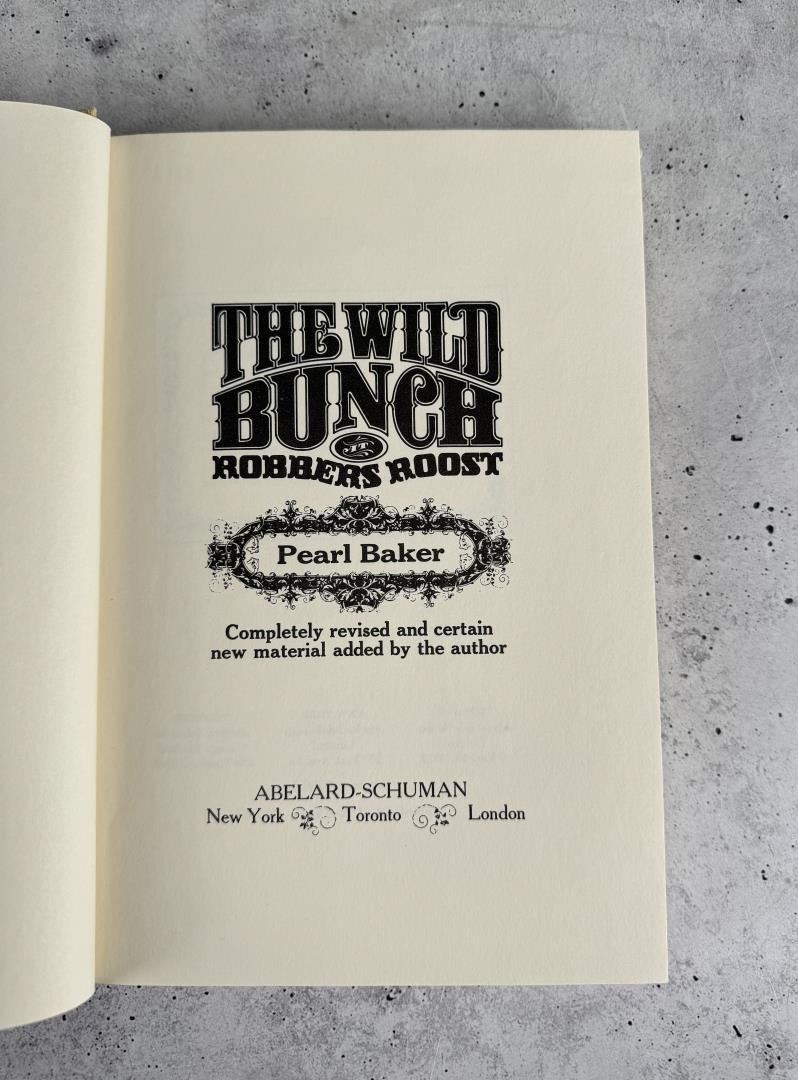 THE WILD
BUNCH
AT
ROBBERS ROOST
Pearl Baker
Completely revised and certain
new material added by the author
ABELARD-SCHUMAN
New York Toronto London